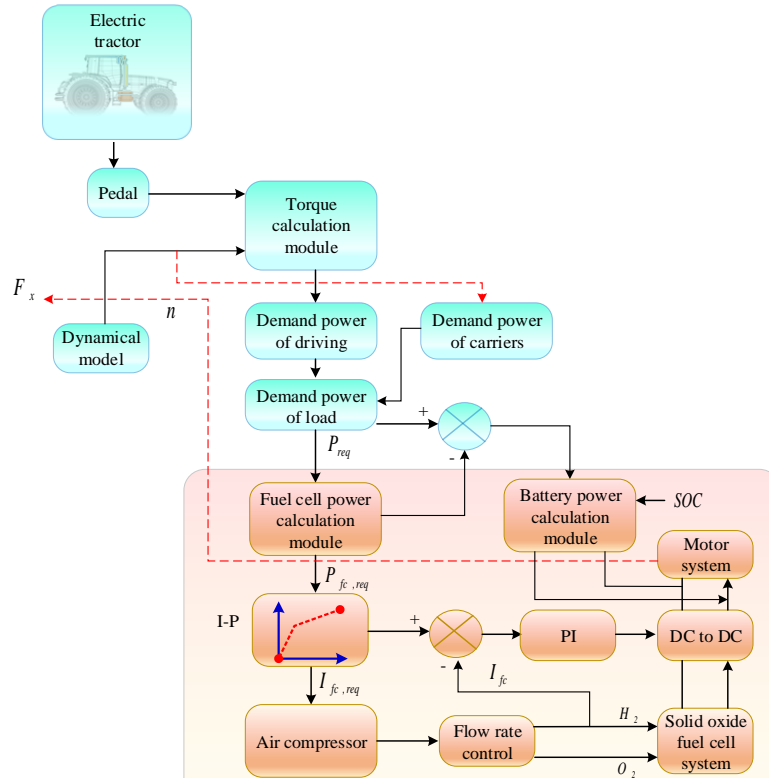 Electric
tractor
Pedal
Torque
calculation
module
F x
n
Dynamical
model
Demand power
of driving
Demand power
of carriers
Demand power
of load
+
-
P req
Fuel cell power
calculation
module
Battery power
calculation
module
SOC
Motor
system
P fc , req
I-P
+
-
PI
DC to DC
I fc
I fc , req
Air compressor
Flow rate
control
H 2
O 2
Solid oxide
fuel cell
system